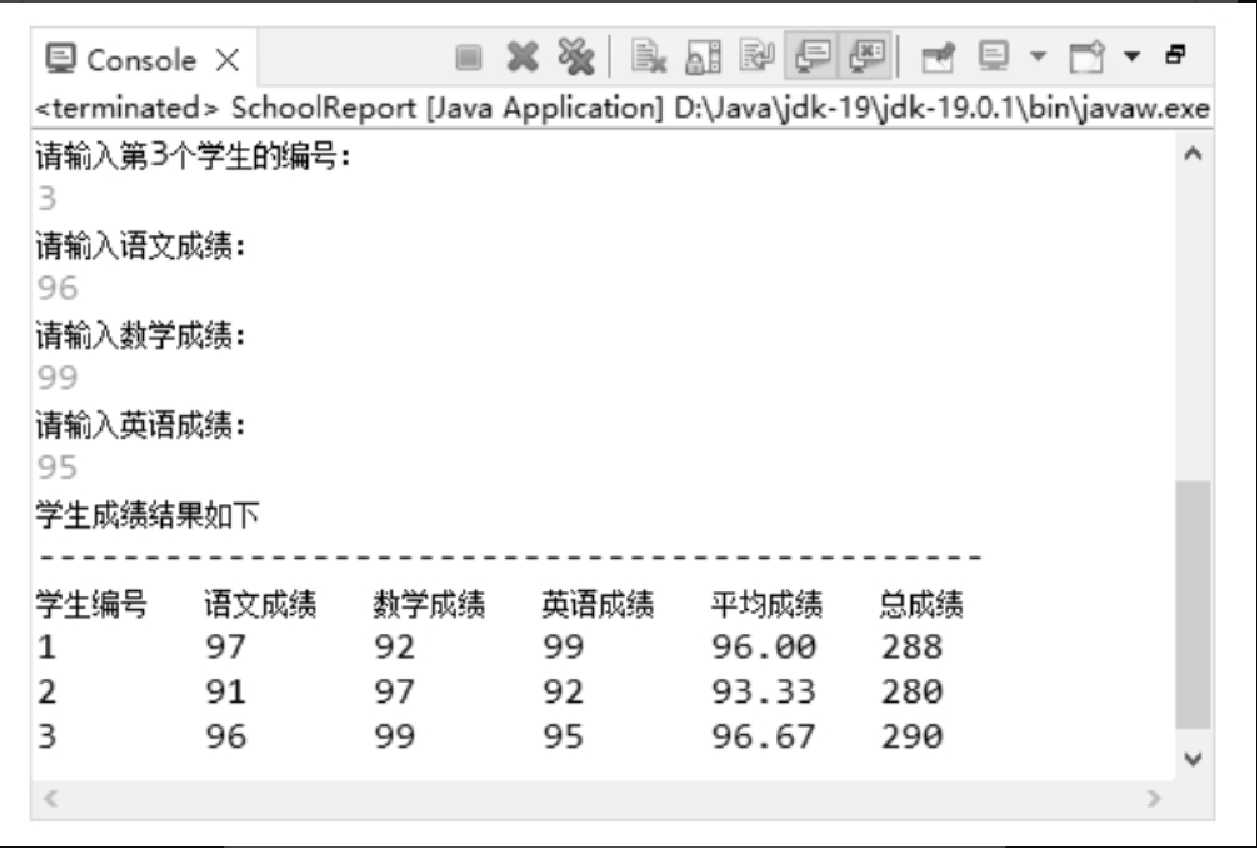 Console
<terminated> SchoolReport [Java Application] D:\Java\jdk-19\jdk-19.0.1\bin\javaw.exe
请输入第3个学生的编号:
3
请输入语文成绩:
96
请输入数学成绩:
99
请输入英语成绩:
95
学生成绩结果如下
---------------------------------------------
学生编号 语文成绩 数学成绩 英语成绩 平均成绩 总成绩
1 97 92 99 96.00 288
2 91 97 92 93.33 280
3 96 99 95 96.67 290